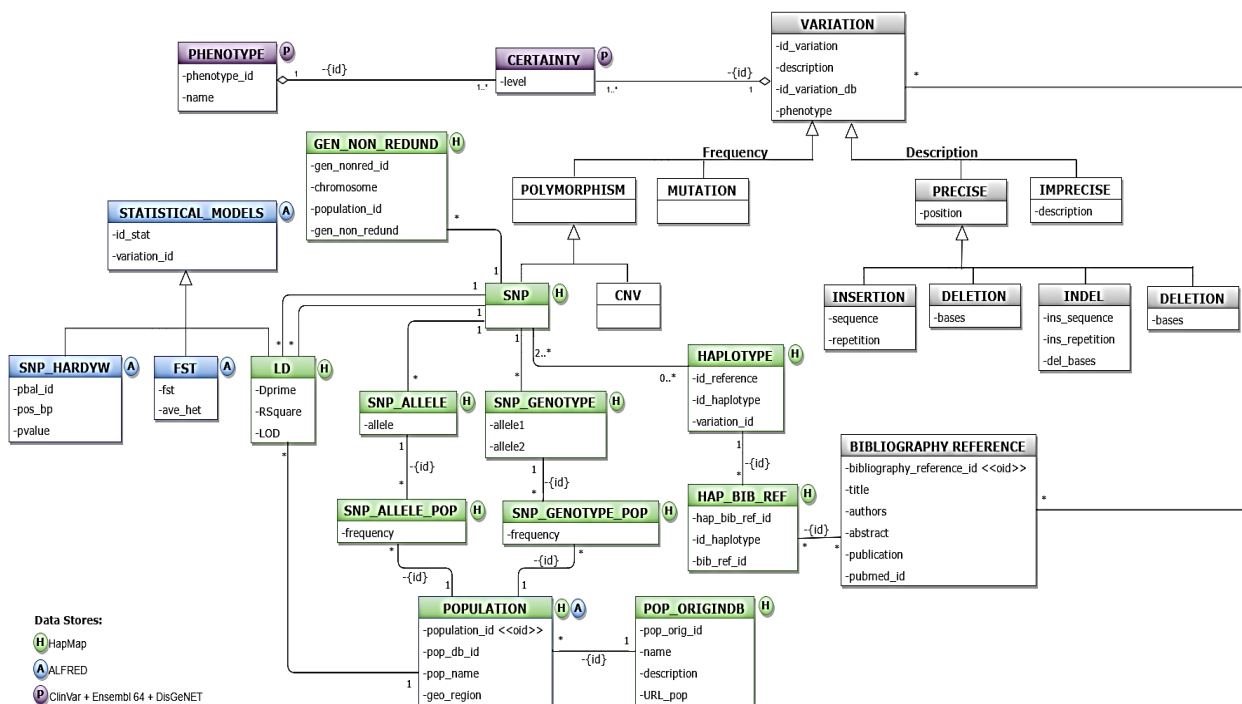 VARIATION
-id_variation
-description
-id_variation_db
-phenotype
PHENOTYPE
P
-phenotype_id
-name
1
-{id}
1..*
CERTAINTY
P
-level
1..*
-{id}
1
*
GEN_NON_REDUND
H
-gen_nonred_id
-chromosome
-population_id
-gen_non_redund
*
1
Frequency
Description
POLYMORPHISM
MUTATION
PRECISE
-position
IMPRECISE
-description
STATISTICAL_MODELS
A
-id_stat
-variation_id
SNP
H
CNV
INSERTION
-sequence
-repetition
DELETION
-bases
INDEL
-ins_sequence
-ins_repetition
-del_bases
DELETION
-bases
1
1
1
1
2..*
0..*
*
*
*
*
SNP_HARDYW
A
-pbal_id
-pos_bp
-pvalue
FST
A
-fst
-ave_het
LD
H
-Dprime
-RSquare
-LOD
*
SNP_ALLELE
H
-allele
1
-{id}
*
SNP_GENOTYPE
H
-allele1
-allele2
1
-{id}
*
HAPLOTYPE
H
-id_reference
-id_haplotype
-variation_id
1
-{id}
*
BIBLIOGRAPHY REFERENCE
-bibliography_reference_id <<oid>>
-title
-authors
-abstract
-publication
-pubmed_id
*
SNP_ALLELE_POP
H
-frequency
*
-{id}
1
SNP_GENOTYPE_POP
H
-frequency
*
-{id}
1
HAP_BIB_REF
H
-hap_bib_ref_id
-id_haplotype
-bib_ref_id
-{id}
*
*
POPULATION
H
A
-population_id <<oid>>
-pop_db_id
-pop_name
-geo_region
1
*
-{id}
1
POP_ORIGINDB
H
-pop_orig_id
-name
-description
-URL_pop
Data Stores:
H HapMap
A ALFRED
P ClinVar + Ensembl 64 + DisGeNET